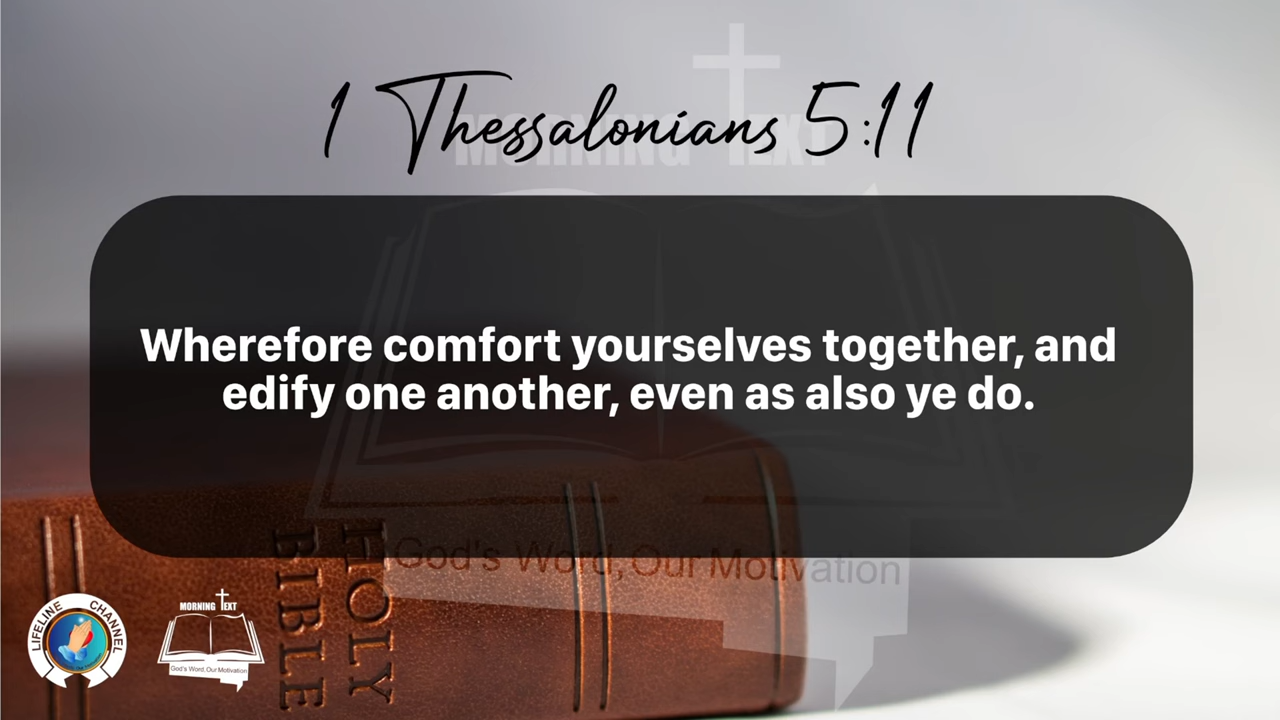 1 Thessalonians 5:11
MORNING TEXT
Wherefore comfort yourselves together, and
edify one another, even as also ye do.
God's Word, Our Motivation
HOLY
BIBLE
LIFELINE CHANNEL
MORNING TEXT
God's Word, Our Motivation